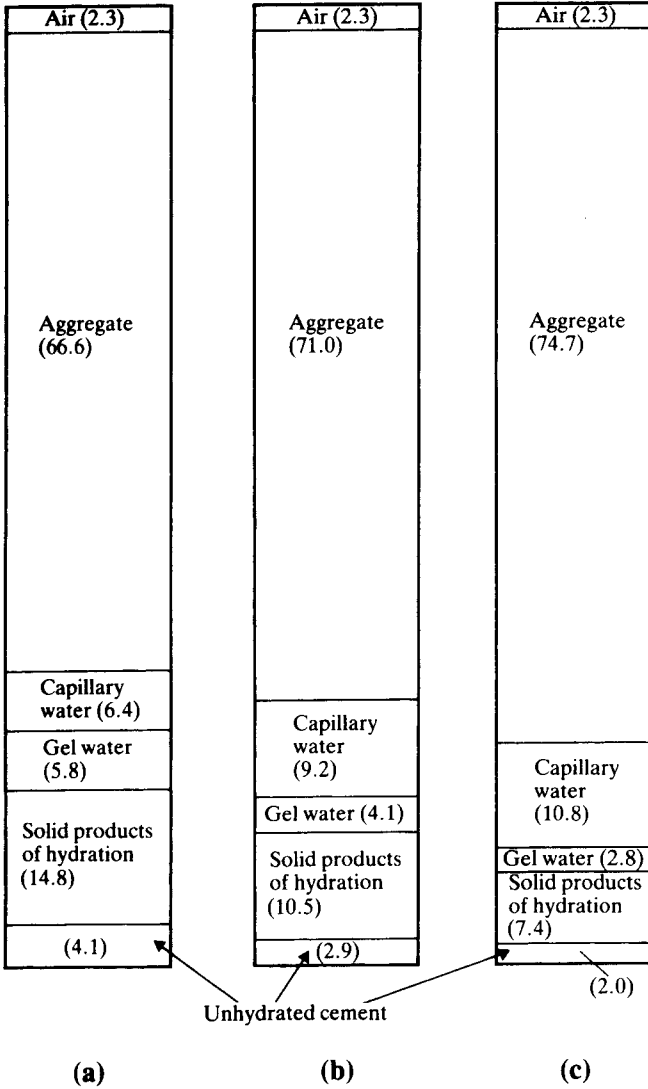 Air (2.3)
Aggregate
(66.6)
Capillary
water (6.4)
Gel water
(5.8)
Solid products
of hydration
(14.8)
(4.1)
Air (2.3)
Aggregate
(71.0)
Capillary
water
(9.2)
Gel water (4.1)
Solid products
of hydration
(10.5)
(2.9)
Air (2.3)
Aggregate
(74.7)
Capillary
water
(10.8)
Gel water (2.8)
Solid products
of hydration
(7.4)
(2.0)
Unhydrated cement
(a)
(b)
(c)